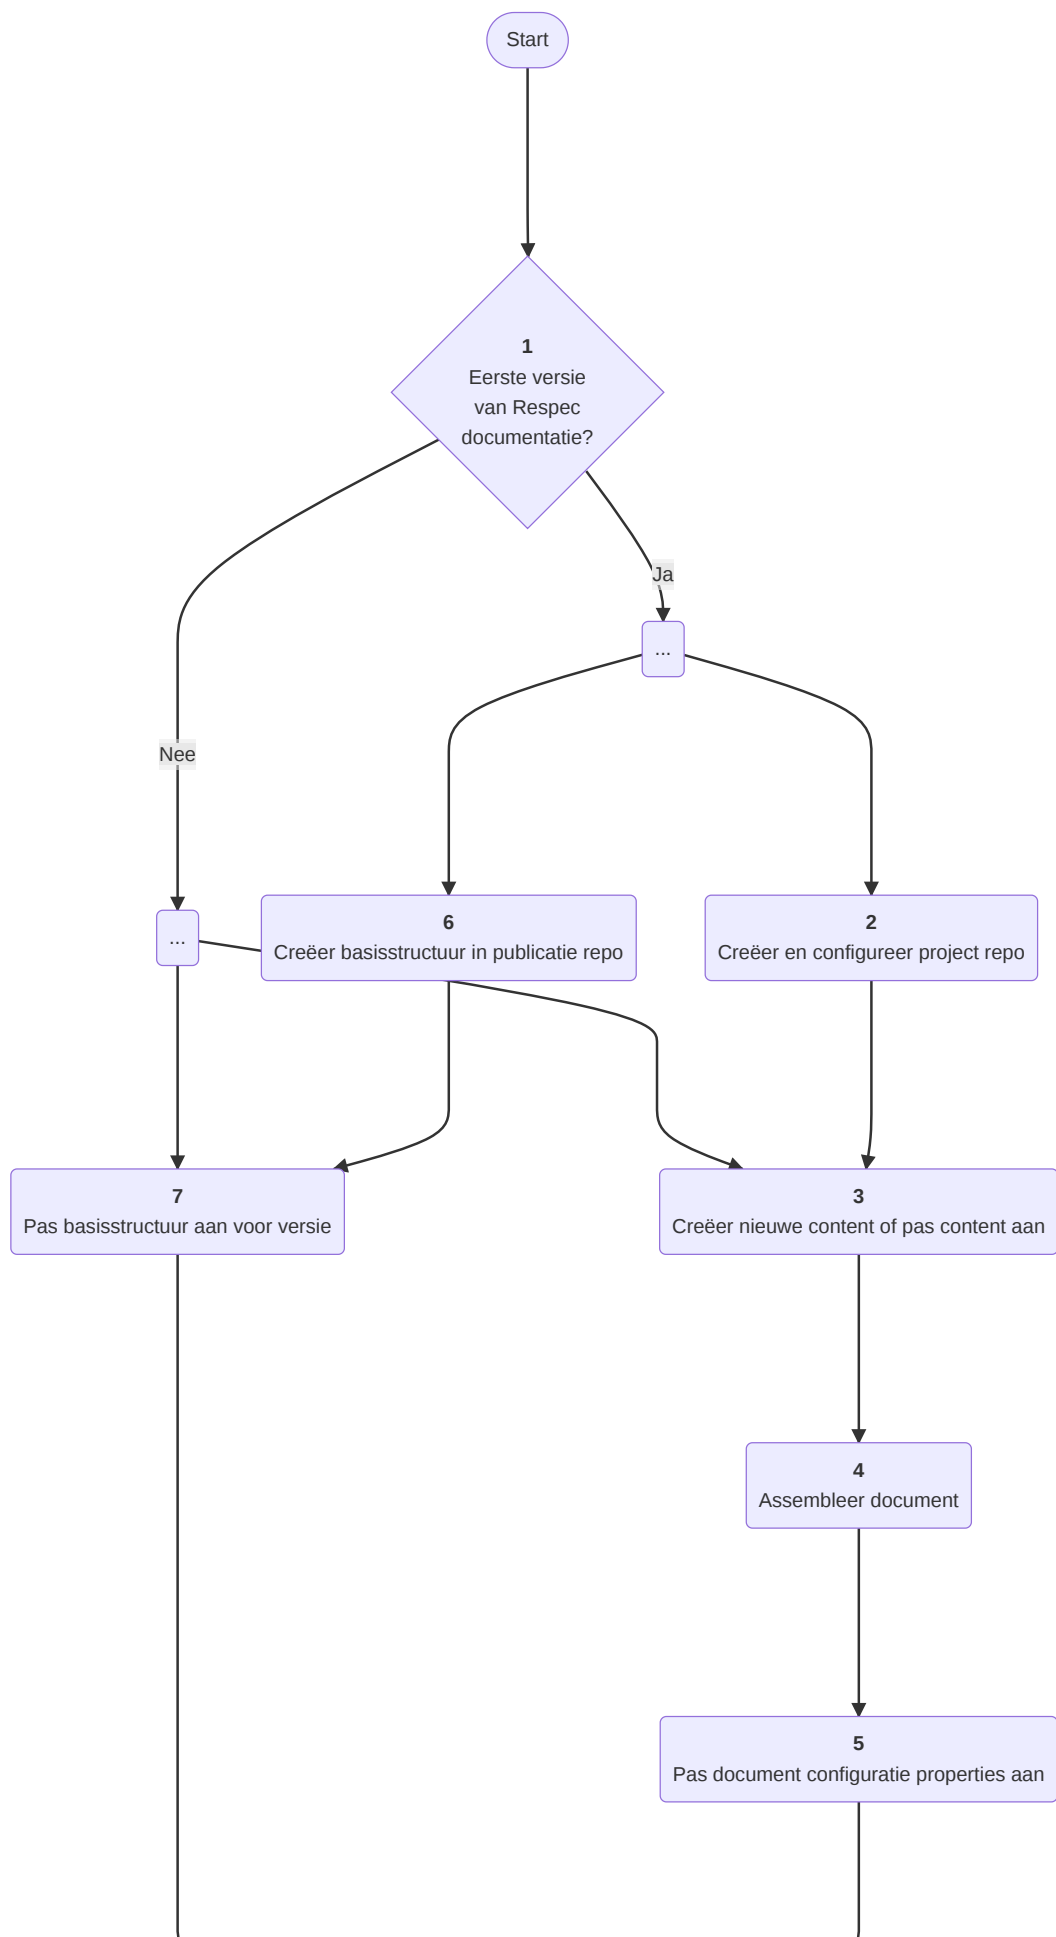 Start
1
Eerste versie
van Respec
documentatie?
Ja
...
Nee
...
6
Creëer basisstructuur in publicatie repo
2
Creëer en configureer project repo
7
Pas basisstructuur aan voor versie
3
Creëer nieuwe content of pas content aan
4
Assembleer document
5
Pas document configuratie properties aan